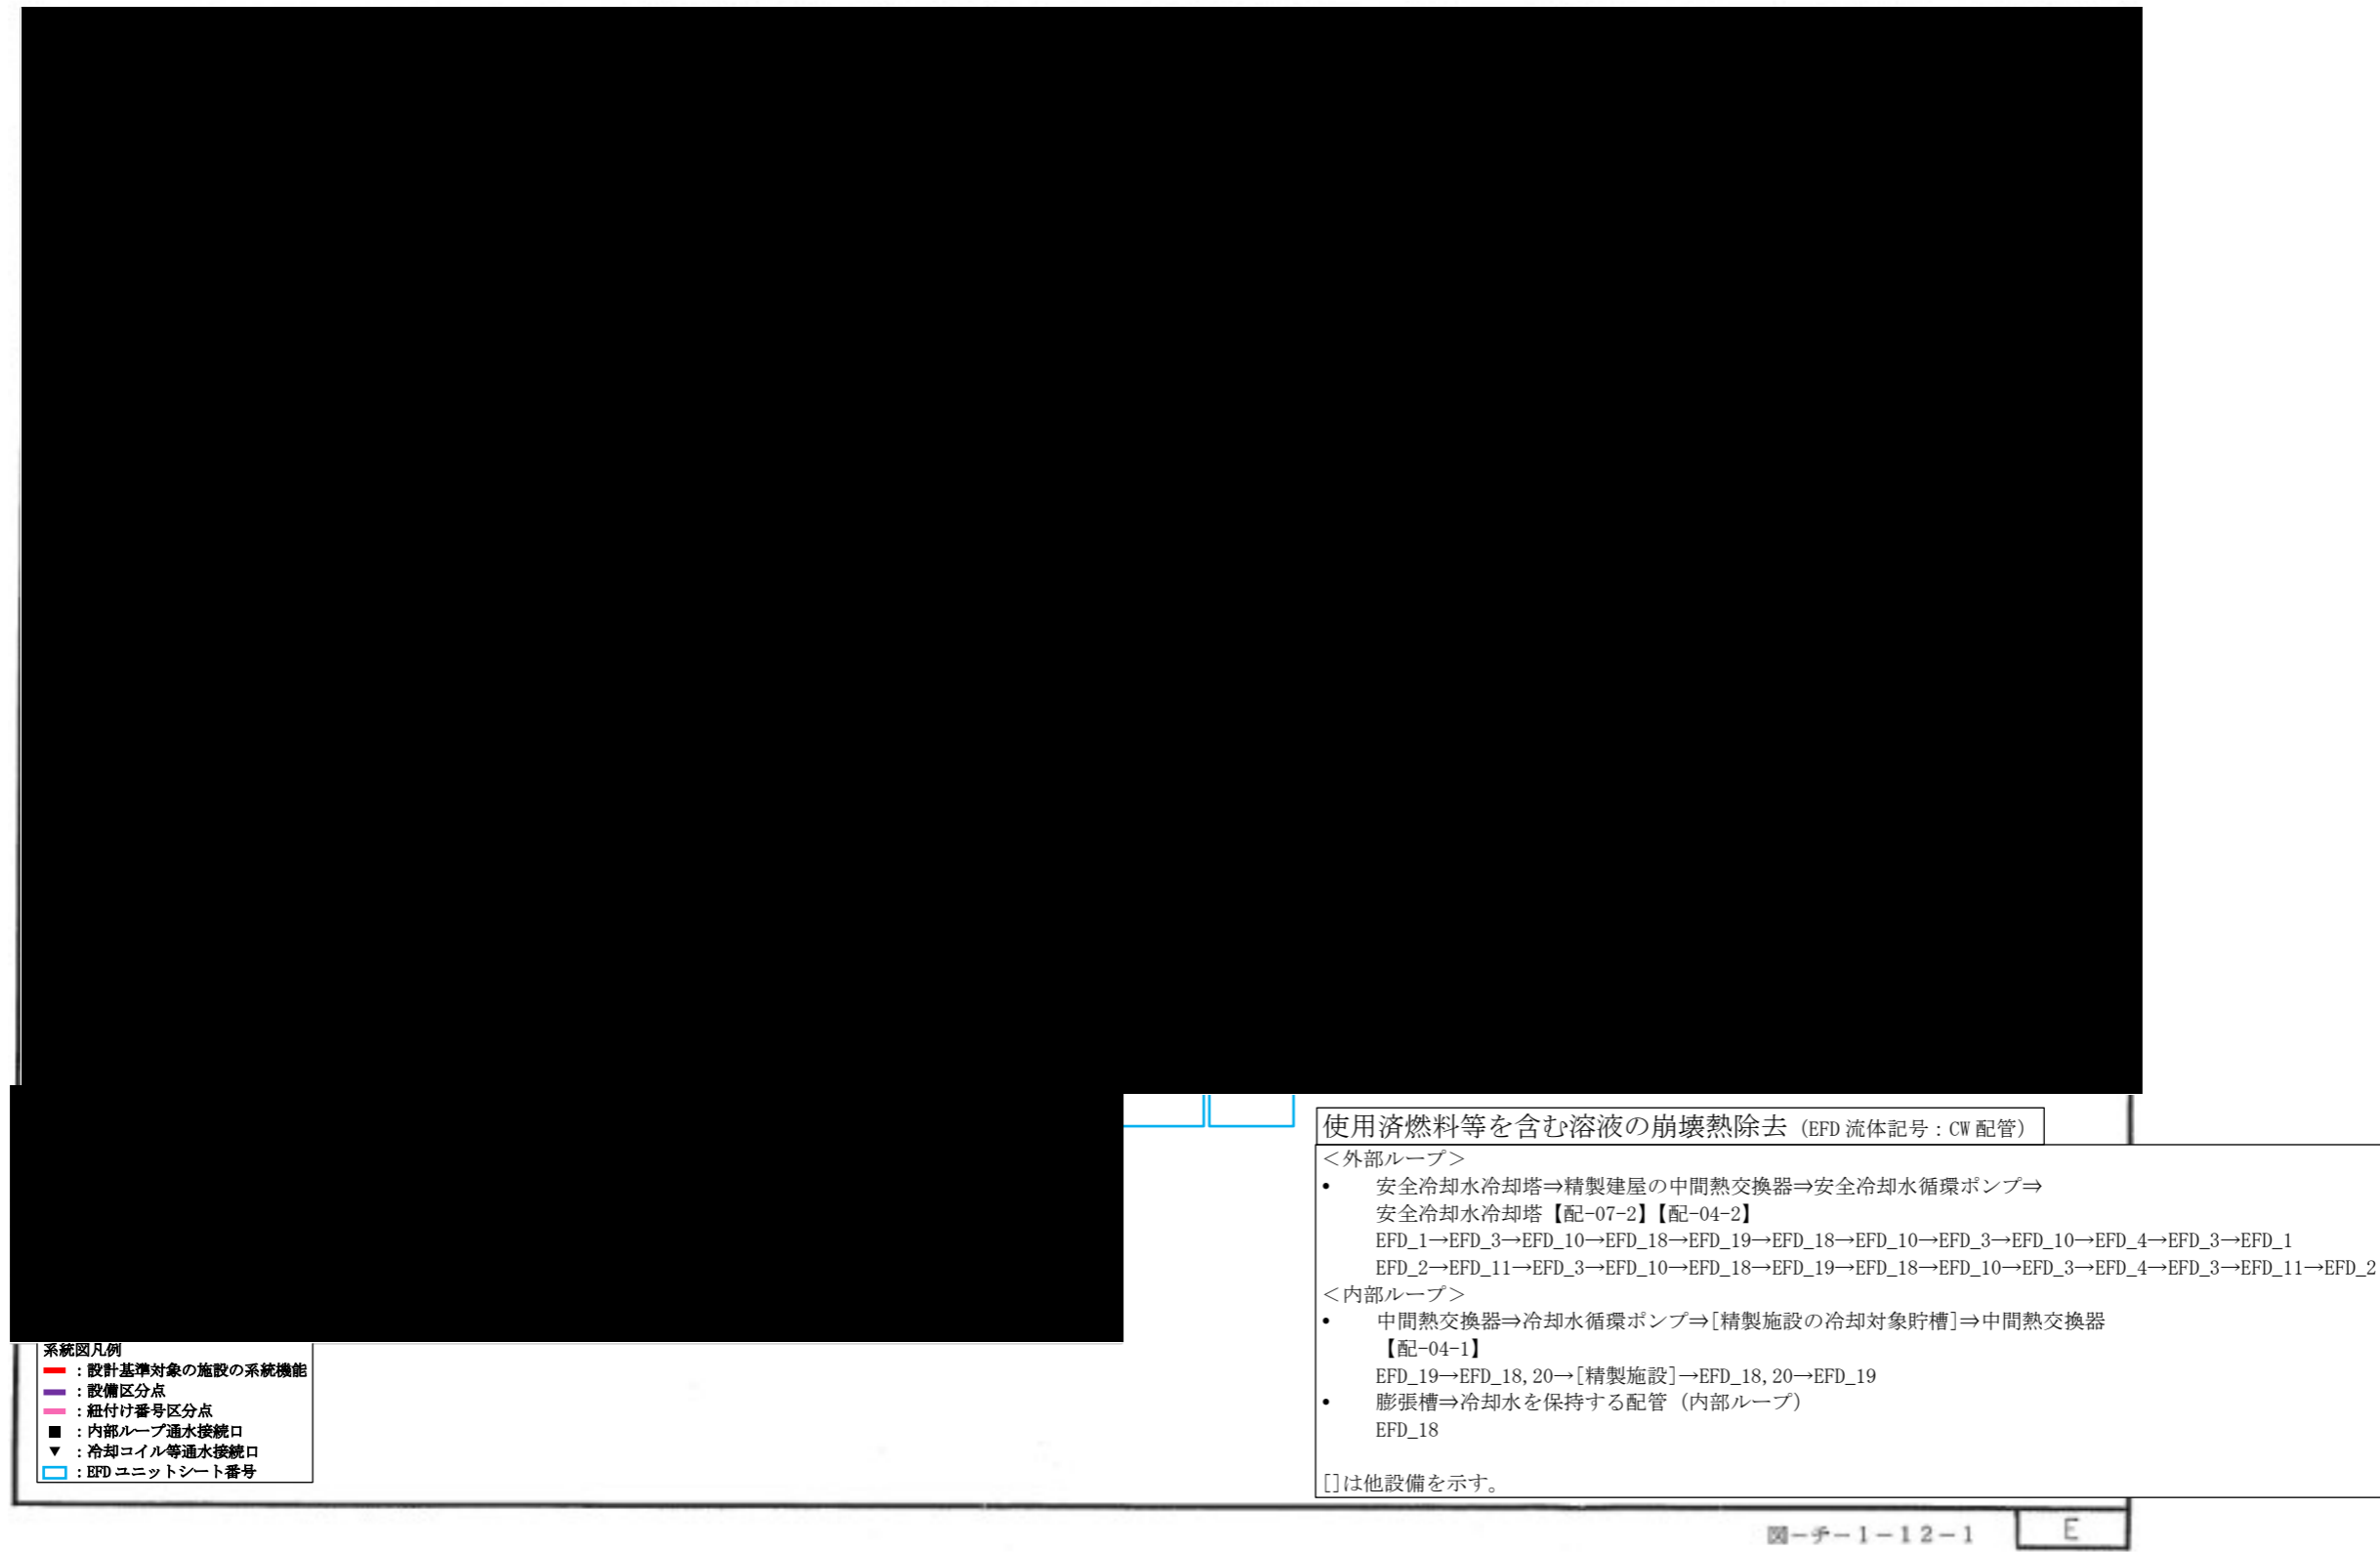 使用済燃料等を含む溶液の崩壊熱除去（EFD 流体記号：CW 配管）
＜外部ループ＞
• 安全冷却水冷却塔⇒精製建屋の中間熱交換器⇒安全冷却水循環ポンプ⇒
安全冷却水冷却塔【配-07-2】【配-04-2】
EFD_1→EFD_3→EFD_10→EFD_18→EFD_19→EFD_18→EFD_10→EFD_3→EFD_10→EFD_4→EFD_3→EFD_1
EFD_2→EFD_11→EFD_3→EFD_10→EFD_18→EFD_19→EFD_18→EFD_10→EFD_3→EFD_4→EFD_3→EFD_11→EFD_2
＜内部ループ＞
• 中間熱交換器⇒冷却水循環ポンプ⇒[精製施設の冷却対象貯槽]⇒中間熱交換器
【配-04-1】
EFD_19→EFD_18,20→[精製施設]→EFD_18,20→EFD_19
• 膨張槽⇒冷却水を保持する配管（内部ループ）
EFD_18
[]は他設備を示す。
系統図凡例
：設計基準対象の施設の系統機能
：設備区分点
：紐付け番号区分点
■：内部ループ通水接続口
▼：冷却コイル等通水接続口
：EFD ユニットシート番号
図－チ－１－１２－１
E